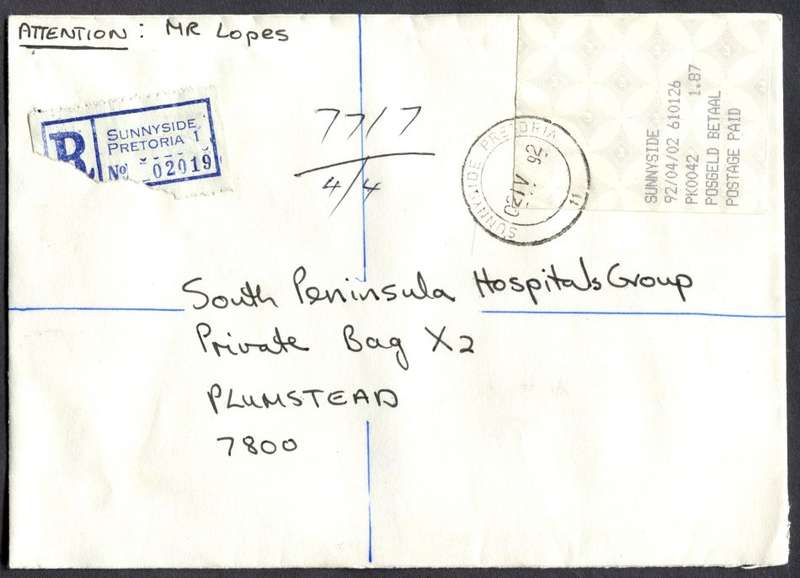 ATTENTION: MR Lopes
R
SUNNYSIDE
PRETORIA 1
No 02019
77/7
4/4
SUNNYSIDE PRETORIA
02 IV 92
11
SUNNYSIDE
92/04/02 610126
PK0042 1.87
POSGELD BETAAL
POSTAGE PAID
South Peninsula Hospitals Group
Private Bag X2
PLUMSTEAD
7800